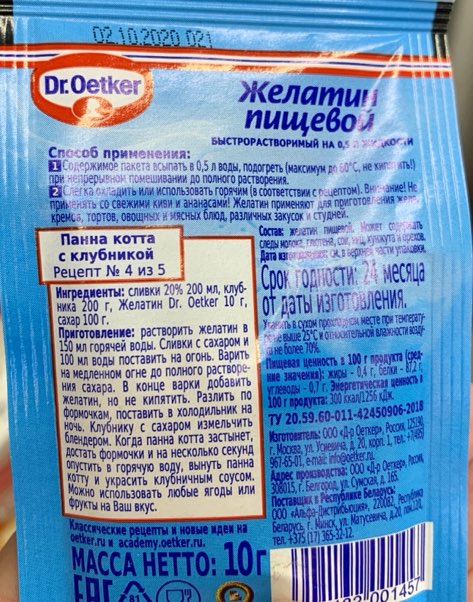 02.10.2020 021
Dr.Oetker
Желатин
пищевой
БЫСТРОРАСТВОРИМЫЙ НА 0,5 Л ЖИДКОСТИ
Способ применения:
1 Содержимое пакета всыпать в 0,5 л воды, подогреть (максимум до 60°С, не кипятить!)
при непрерывном помешивании до полного растворения.
2 Слегка охладить или использовать горячим (в соответствии с рецептом). Внимание! Не
применять со свежими киви и ананасами! Желатин применяют для приготовления желе,
кремов, тортов, овощных и мясных блюд, различных закусок и студней.
Панна котта
с клубникой
Рецепт № 4 из 5
Ингредиенты: сливки 20% 200 мл, клуб-
ника 200 г, Желатин Dr. Oetker 10 г,
сахар 100 г.
Приготовление: растворить желатин в
150 мл горячей воды. Сливки с сахаром и
100 мл воды поставить на огонь. Варить
на медленном огне до полного растворе-
ния сахара. В конце варки добавить
желатин, но не кипятить. Разлить по
формочкам, поставить в холодильник на
ночь. Клубнику с сахаром измельчить
блендером. Когда панна котта застынет,
достать формочки и на несколько секунд
опустить в горячую воду, вынуть панна
котту и украсить клубничным соусом.
Можно использовать любые ягоды или
фрукты на Ваш вкус.
Состав: желатин пищевой. Может содержать
следы молока, глютена, сои, яиц, кунжута и орехов.
Дата изготовления: см. в верхней части упаковки.
Срок годности: 24 месяца
от даты изготовления.
Хранить в сухом прохладном месте при температу-
ре не выше 25°С и относительной влажности возду-
ха не более 70%.
Пищевая ценность в 100 г продукта (сред-
ние значения): жиры - 0,4 г, белки - 87,2 г,
углеводы - 0,7 г. Энергетическая ценность в
100 г продукта: 300 ккал/1256 кДж.
ТУ 20.59.60-011-42450906-2018
Изготовитель: ООО «Д-р Оеткер», Россия, 125190,
г. Москва, ул. Усиевича, д. 20, корп. 1, тел.: +7(495)
967-65-01, e-mail: info@oetker.ru.
Адрес производства: ООО «Д-р Оеткер», Россия,
308015, г. Белгород, ул. Сумская, д. 165.
Поставщик в Республике Беларусь:
ООО «Альфа-Дистрибьюция», 220082, Республика
Беларусь, г. Минск, ул. Матусевича, д.20, пом.
тел. +375 (17) 365-32-12.
Классические рецепты и новые идеи на
oetker.ru и academy.oetker.ru.
МАССА НЕТТО: 10г
EAC
81
001457